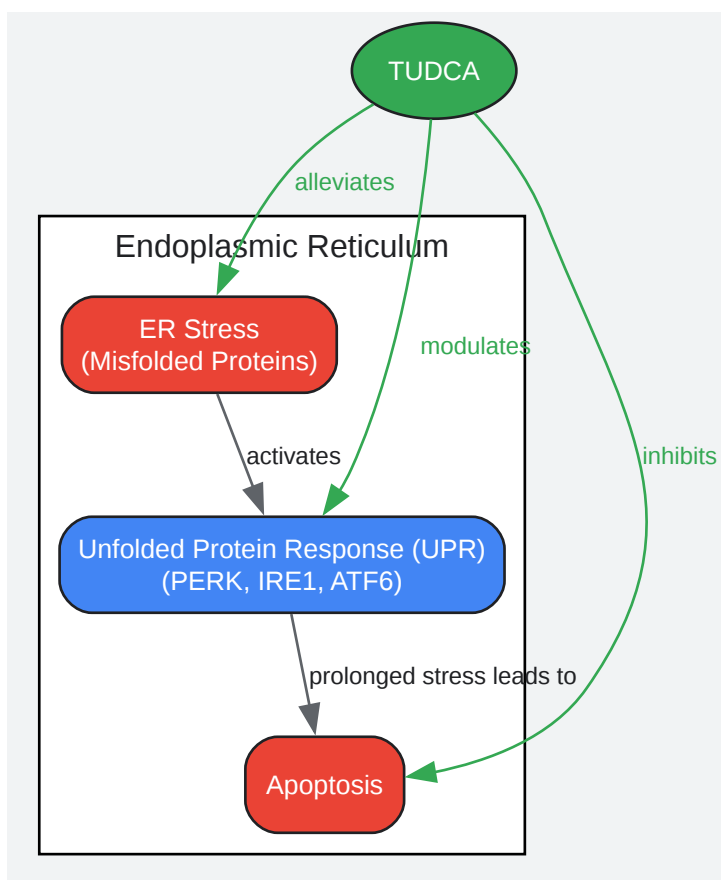 TUDCA
alleviates
Endoplasmic Reticulum
ER Stress
(Misfolded Proteins)
modulates
activates
inhibits
Unfolded Protein Response (UPR)
(PERK, IRE1, ATF6)
prolonged stress leads to
Apoptosis